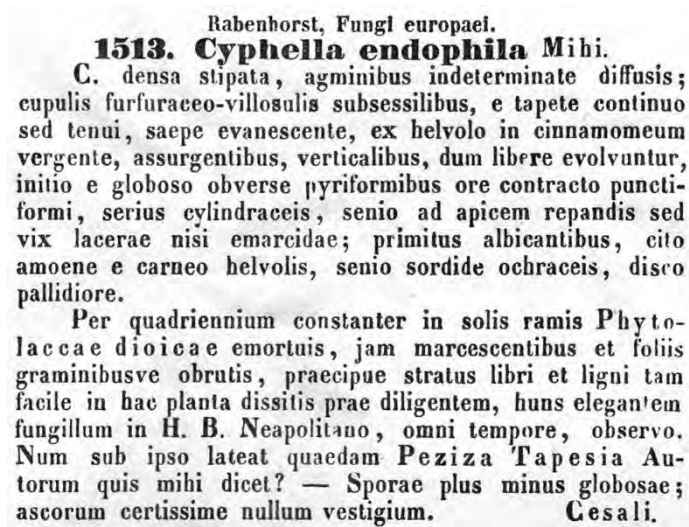 Rabenhorst, Fungi europaei.
1513. Cyphella endophila Mihi.
C. densa stipata, agminibus indeterminate diffusis;
cupulis furfuraceo-villosulis subsessilibus, e tapete continuo
sed tenui, saepe evanescente, ex helvolo in cinnamomeum
vergente, assurgentibus, verticalibus, dum libere evolvuntur,
initio e globoso obverse pyriformibus ore contracto puncti-
formi, serius cylindraceis, senio ad apicem repandis sed
vix lacerae nisi emarcidae; primitus albicantibus, cito
amoene e carneo helvolis, senio sordide ochraceis, disco
pallidiore.
Per quadriennium constanter in solis ramis Phyto-
laccae dioicae emortuis, jam marcescentibus et foliis
graminibusve obrutis, praecipue stratus libri et ligni tam
facile in hac planta dissitis prae diligentem, huns elegantem
fungillum in H. B. Neapolitano, omni tempore, observo.
Num sub ipso lateat quaedam Peziza Tapesia Au-
torum quis mihi dicet? — Sporae plus minus globosae;
ascorum certissime nullum vestigium. Cesali.